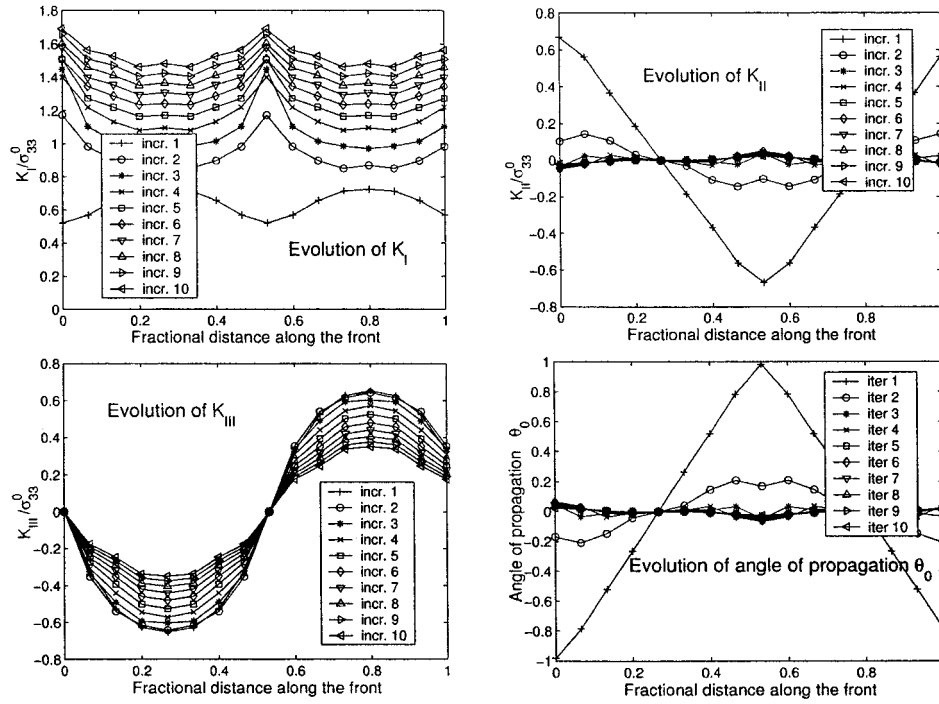 1.8
1.6
1.4
1.2
1
0.8
0.6
0.4
0.2
0
K_I/σ_33^0
incr. 1
incr. 2
incr. 3
incr. 4
incr. 5
incr. 6
incr. 7
incr. 8
incr. 9
incr. 10
Evolution of K_I
0 0.2 0.4 0.6 0.8 1
Fractional distance along the front
0.8
0.6
0.4
0.2
0
−0.2
−0.4
−0.6
−0.8
K_II/σ_33^0
Evolution of K_II
incr. 1
incr. 2
incr. 3
incr. 4
incr. 5
incr. 6
incr. 7
incr. 8
incr. 9
incr. 10
0 0.2 0.4 0.6 0.8
Fractional distance along the front
0.8
0.6
0.4
0.2
0
−0.2
−0.4
−0.6
−0.8
K_III/σ_33^0
Evolution of K_III
incr. 1
incr. 2
incr. 3
incr. 4
incr. 5
incr. 6
incr. 7
incr. 8
incr. 9
incr. 10
0 0.2 0.4 0.6 0.8 1
Fractional distance along the front
1
0.8
0.6
0.4
0.2
0
−0.2
−0.4
−0.6
−0.8
−1
Angle of propagation θ_0
iter 1
iter 2
iter 3
iter 4
iter 5
iter 6
iter 7
iter 8
iter 9
iter 10
Evolution of angle of propagation θ_0
0 0.2 0.4 0.6 0.8
Fractional distance along the front